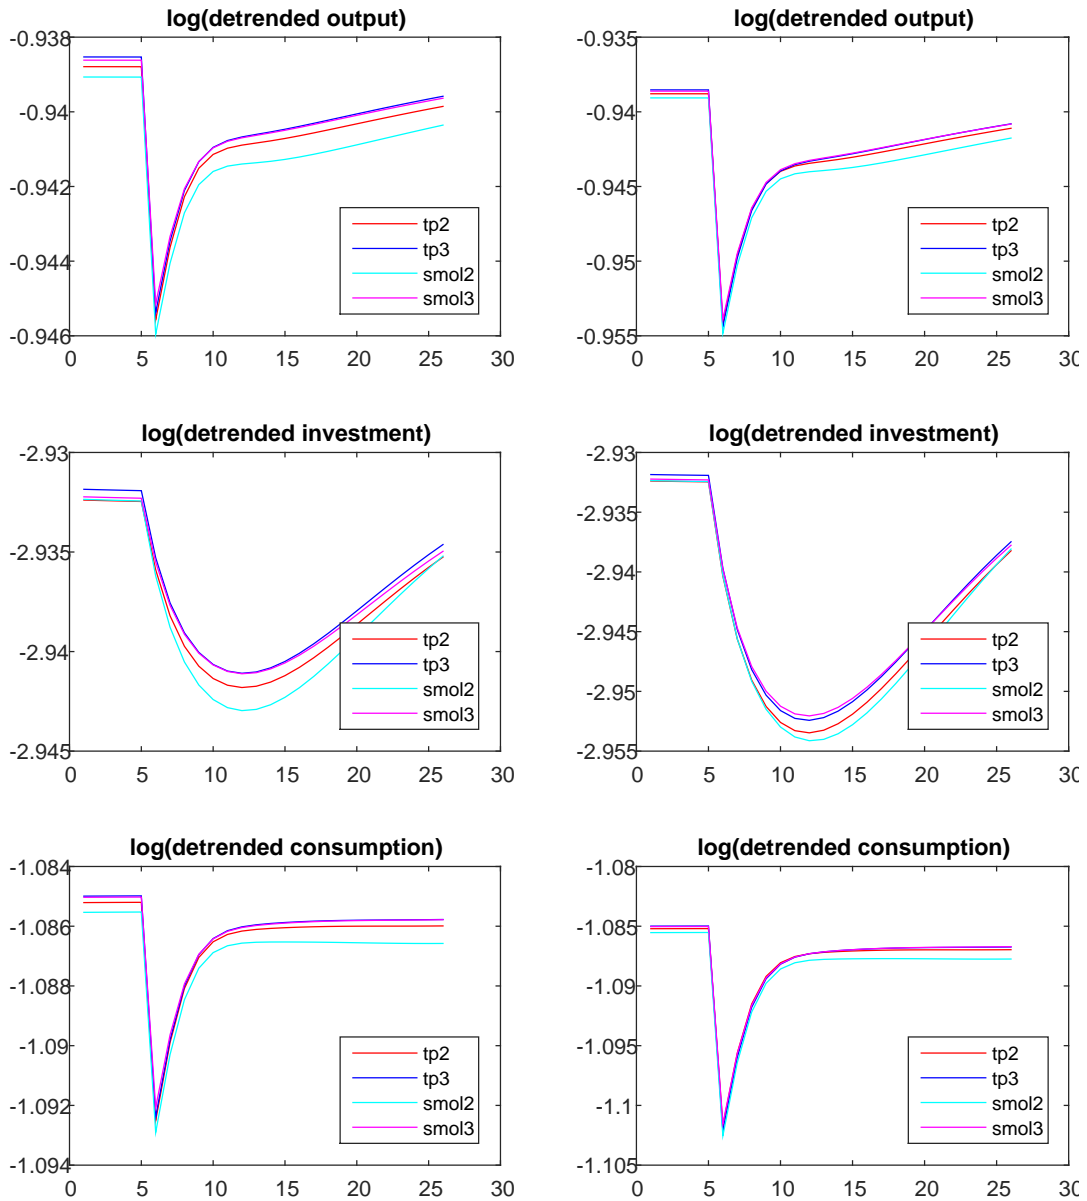 log(detrended output)
-0.938
-0.94
-0.942
-0.944
-0.946
0 5 10 15 20 25 30
tp2
tp3
smol2
smol3
log(detrended output)
-0.935
-0.94
-0.945
-0.95
-0.955
0 5 10 15 20 25 30
tp2
tp3
smol2
smol3
log(detrended investment)
-2.93
-2.935
-2.94
-2.945
0 5 10 15 20 25 30
tp2
tp3
smol2
smol3
log(detrended investment)
-2.93
-2.935
-2.94
-2.945
-2.95
-2.955
0 5 10 15 20 25 30
tp2
tp3
smol2
smol3
log(detrended consumption)
-1.084
-1.086
-1.088
-1.09
-1.092
-1.094
0 5 10 15 20 25 30
tp2
tp3
smol2
smol3
log(detrended consumption)
-1.08
-1.085
-1.09
-1.095
-1.1
-1.105
0 5 10 15 20 25 30
tp2
tp3
smol2
smol3